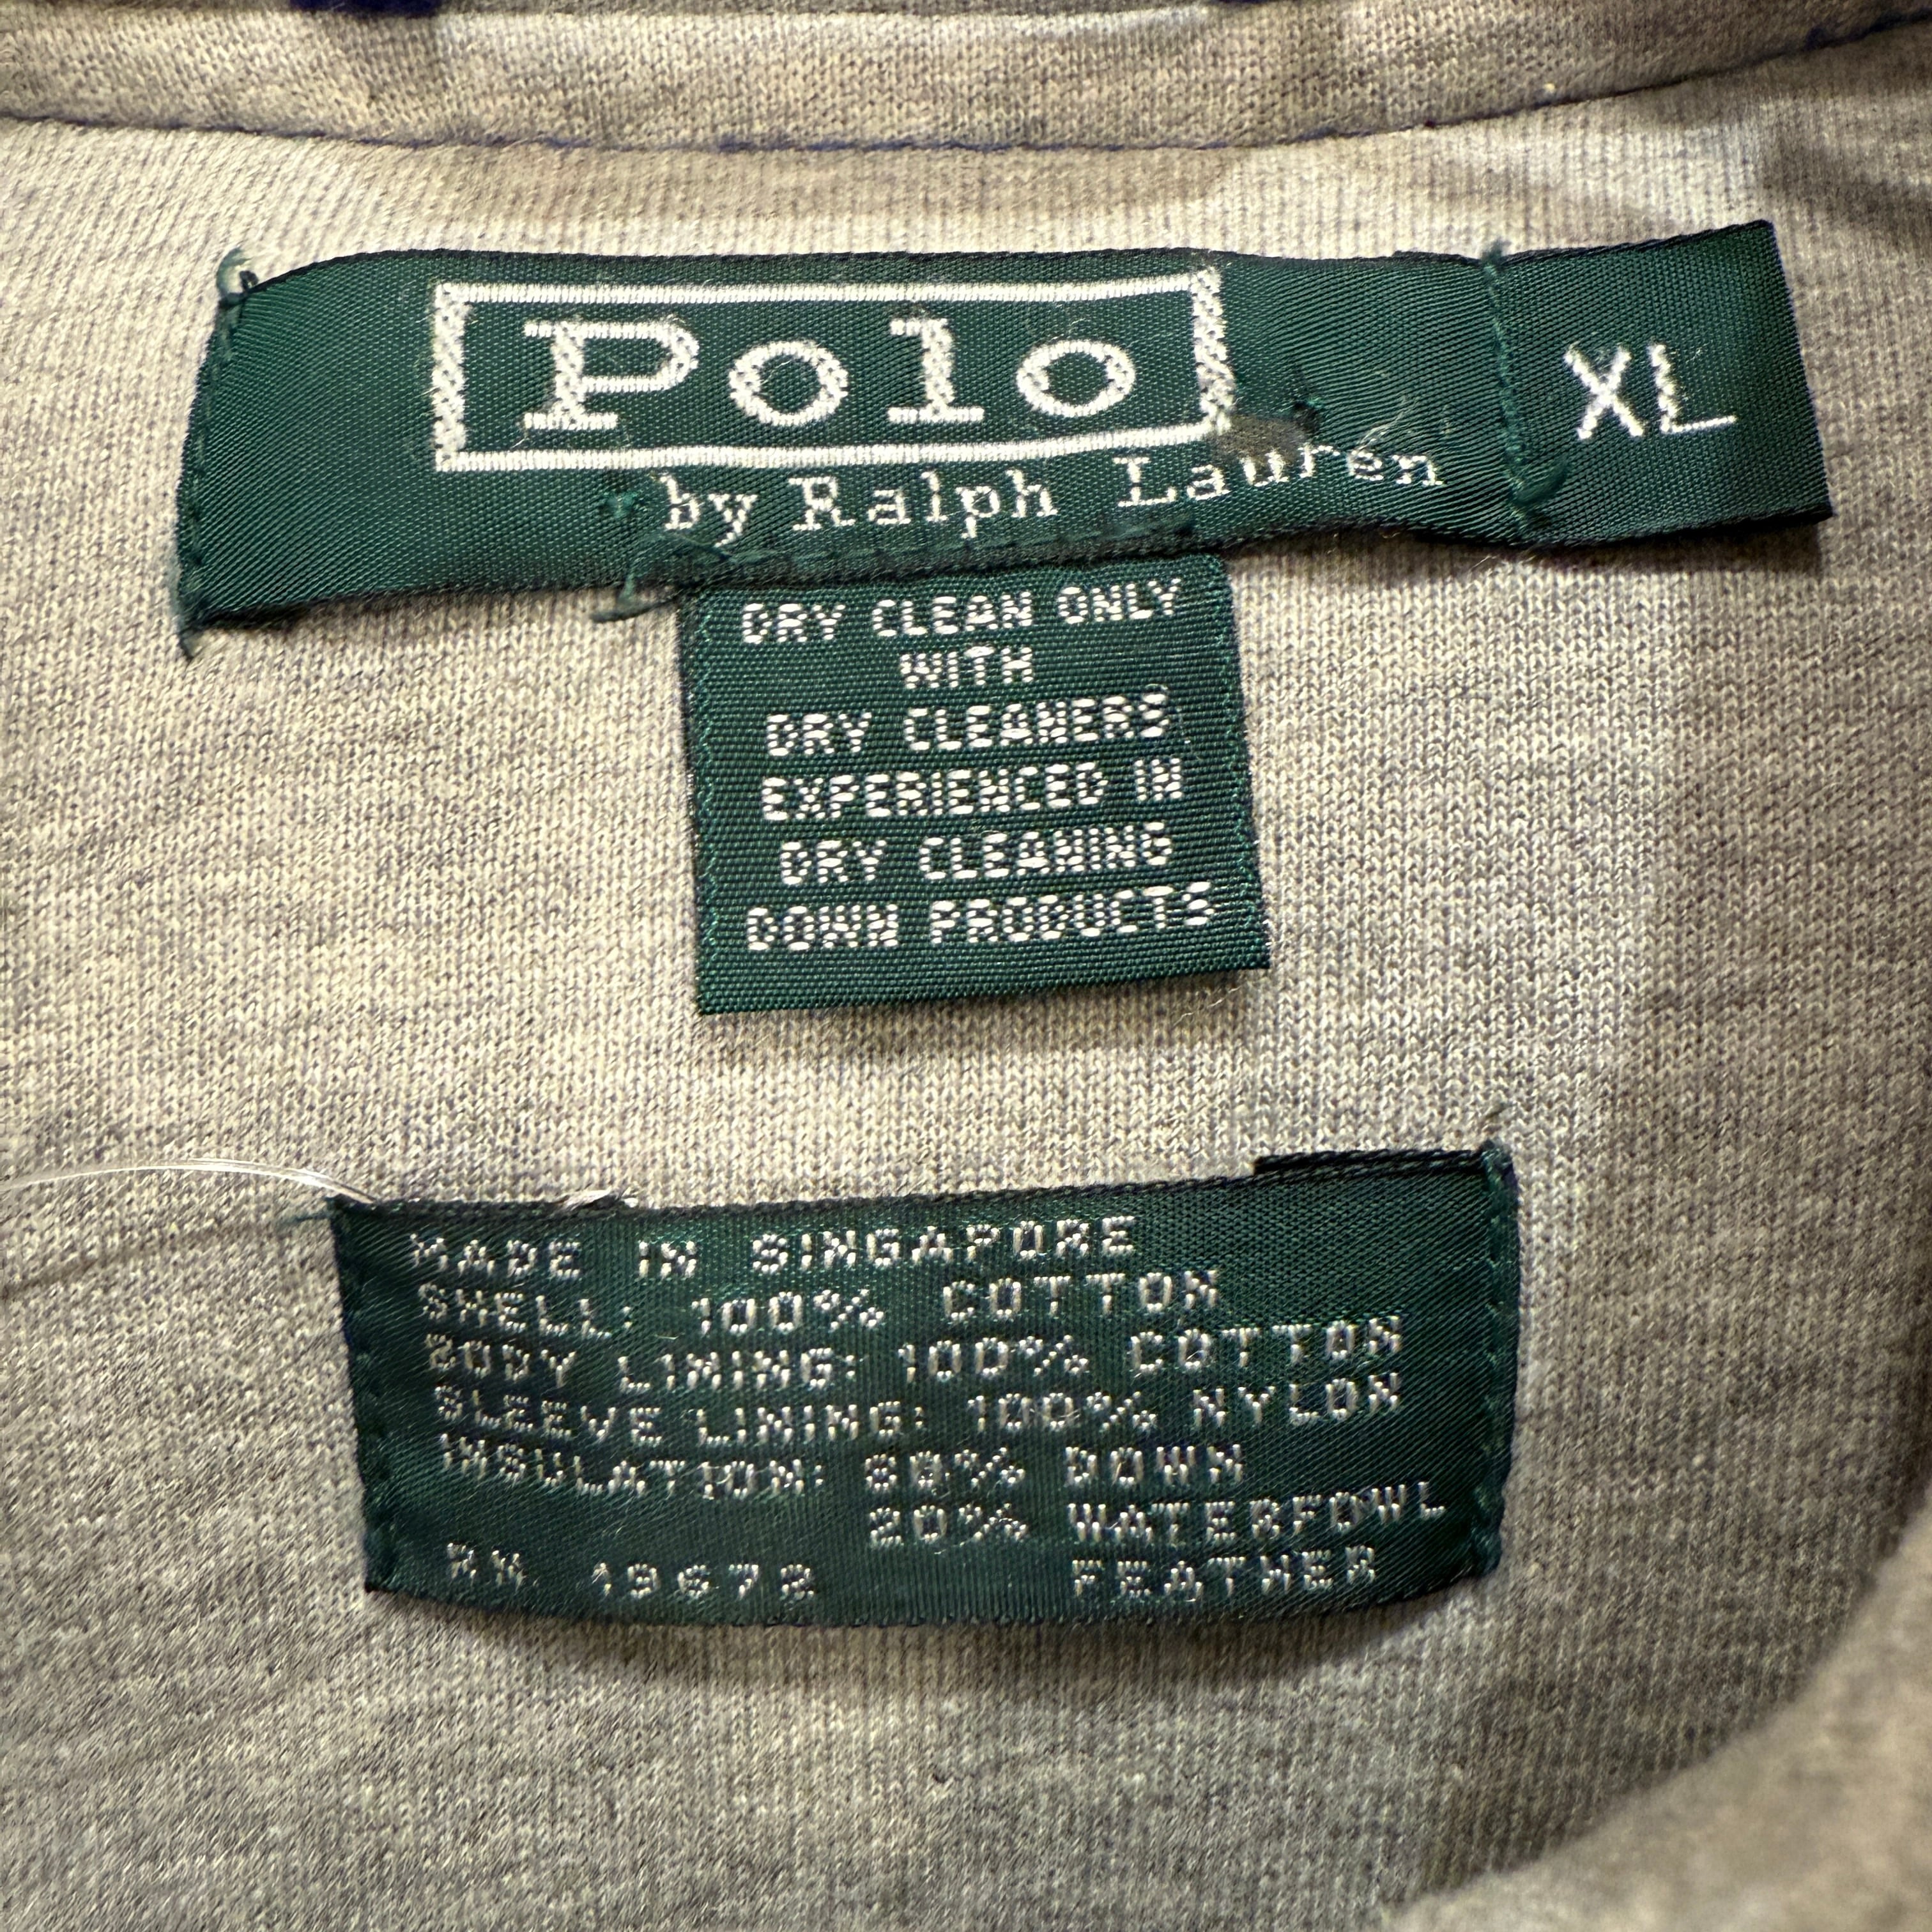 Polo
by Ralph Lauren
XL
DRY CLEAN ONLY
WITH
DRY CLEANERS
EXPERIENCED IN
DRY CLEANING
DOWN PRODUCTS
MADE IN SINGAPORE
SHELL: 100% COTTON
BODY LINING: 100% COTTON
SLEEVE LINING: 100% NYLON
INSULATION: 80% DOWN
20% WATERFOWL
RN 19672 FEATHER